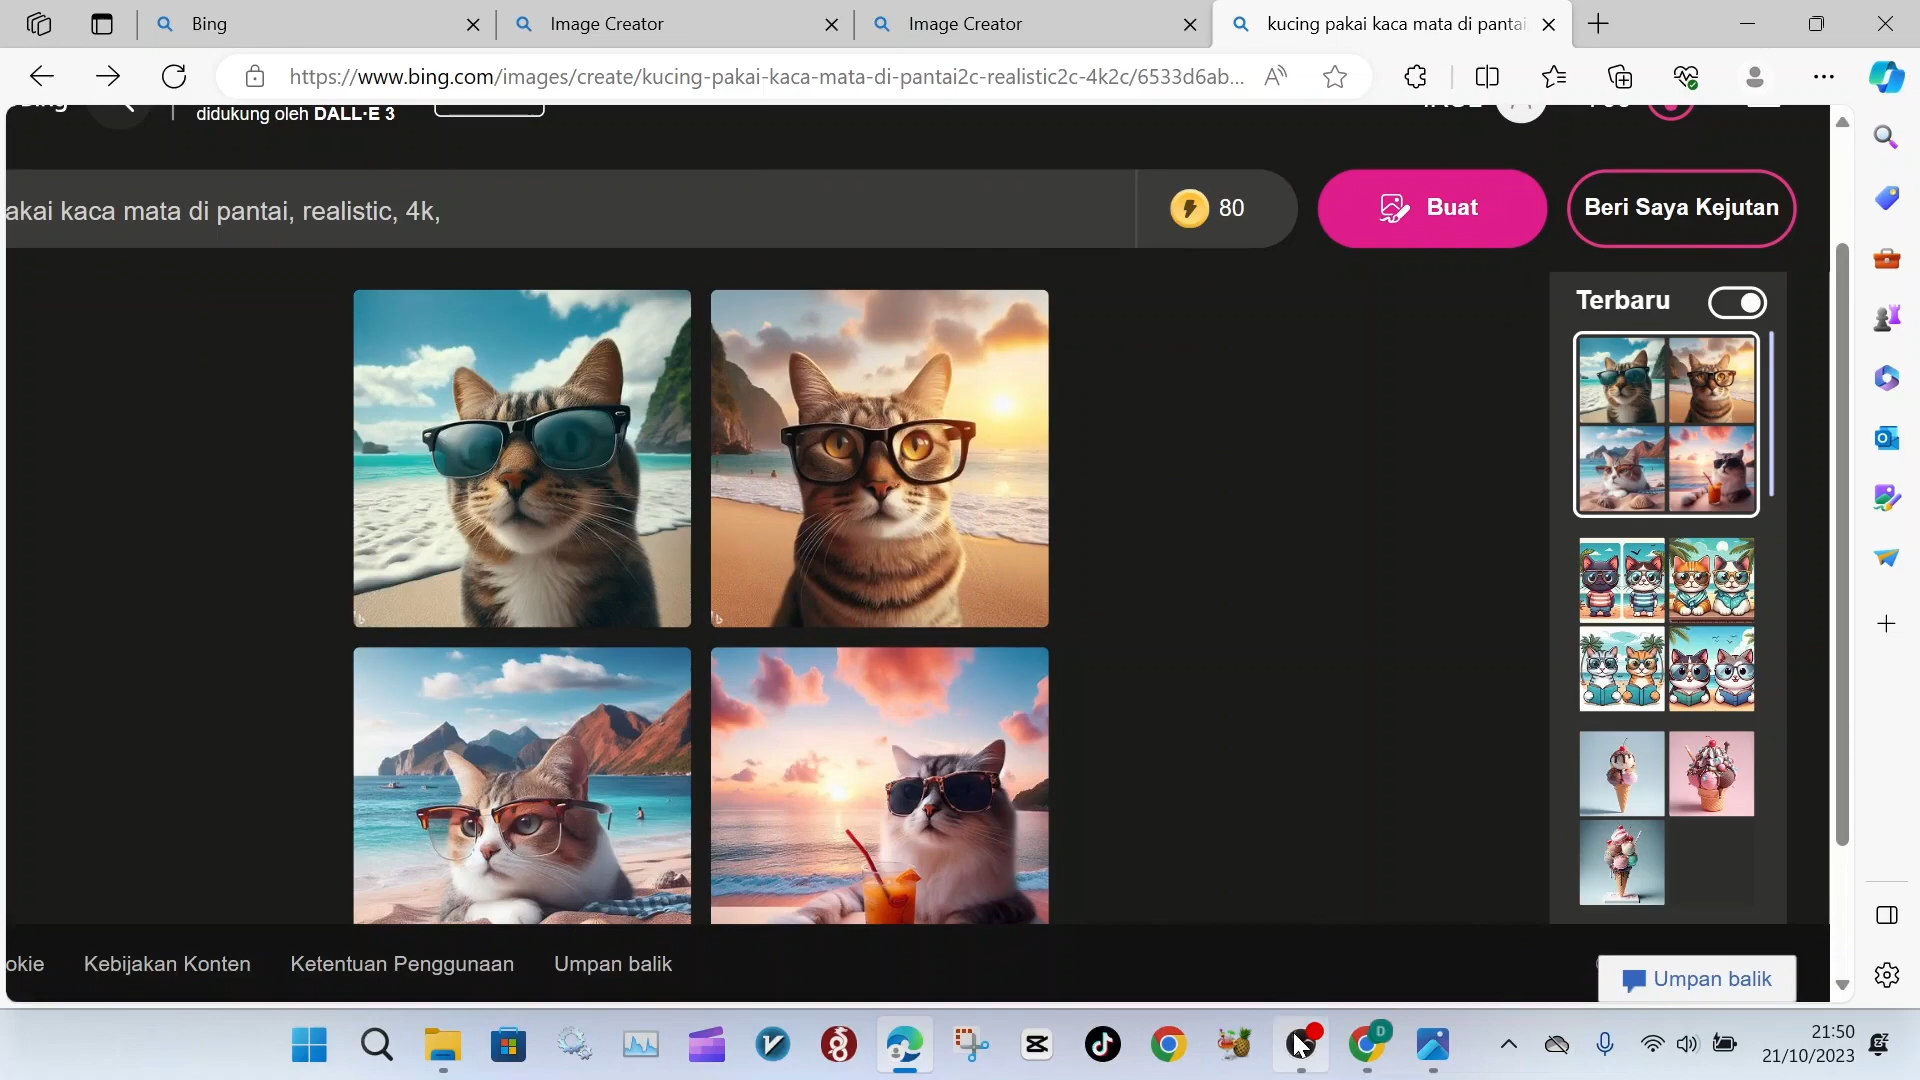 Bing
Image Creator
Image Creator
kucing pakai kaca mata di pantai
https://www.bing.com/images/create/kucing-pakai-kaca-mata-di-pantai2c-realistic2c-4k2c/6533d6ab...
didukung oleh DALL·E 3
akai kaca mata di pantai, realistic, 4k,
80
Buat
Beri Saya Kejutan
Terbaru
okie
Kebijakan Konten
Ketentuan Penggunaan
Umpan balik
Umpan balik
D
21:50
21/10/2023